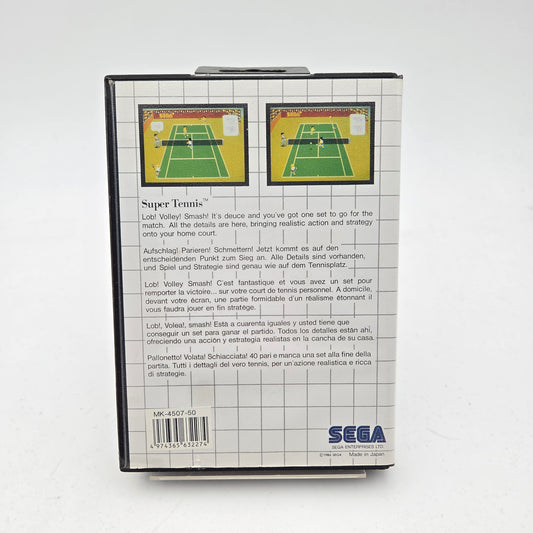 SEGA
SEGA
Super Tennis™
Lob! Volley! Smash! It's deuce and you've got one set to go for the
match. All the details are here, bringing realistic action and strategy
onto your home court.
Aufschlag! Parieren! Schmettern! Jetzt kommt es auf den
entscheidenden Punkt zum Sieg an. Alle Details sind vorhanden,
und Spiel und Strategie sind genau wie auf dem Tennisplatz.
Lob! Volley Smash! C'est fantastique et vous avez un set pour
remporter la victoire... sur votre court de tennis personnel. A domicile,
devant votre écran, une partie formidable d'un réalisme étonnant il
vous faudra jouer en fin stratège.
Lob!, Volea!, smash! Está a cuarenta iguales y usted tiene que
conseguir un set para ganar el partido. Todos los detalles están ahí,
ofreciendo una acción y estrategia realistas en la cancha de su casa.
Pallonetto! Volata! Schiacciata! 40 pari e manca una set alla fine della
partita. Tutti i dettagli del vero tennis, per un'azione realistica e ricca
di strategie.
MK-4507-50
4 974365 632274
SEGA
SEGA ENTERPRISES LTD.
©1986 SEGA Made in Japan